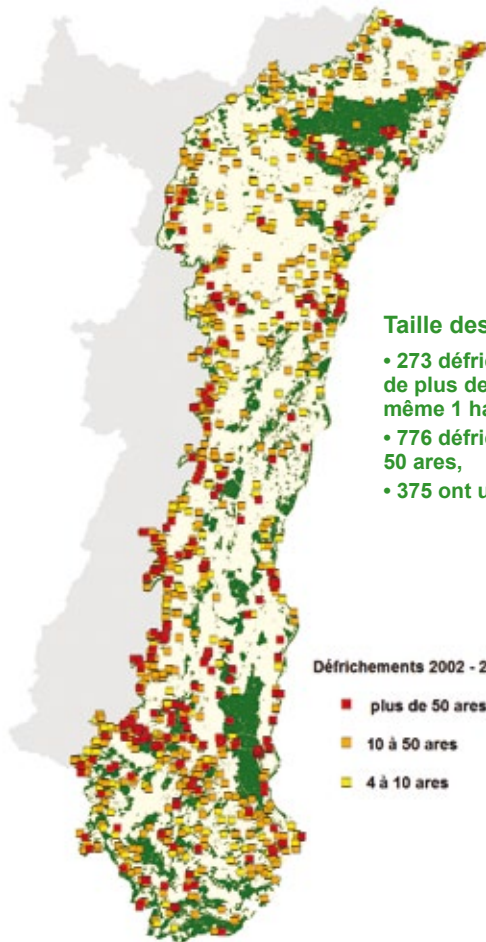 Taille des
• 273 défri
de plus de
même 1 ha
• 776 défri
50 ares,
• 375 ont u
Défrichements 2002 - 2
plus de 50 ares
10 à 50 ares
4 à 10 ares